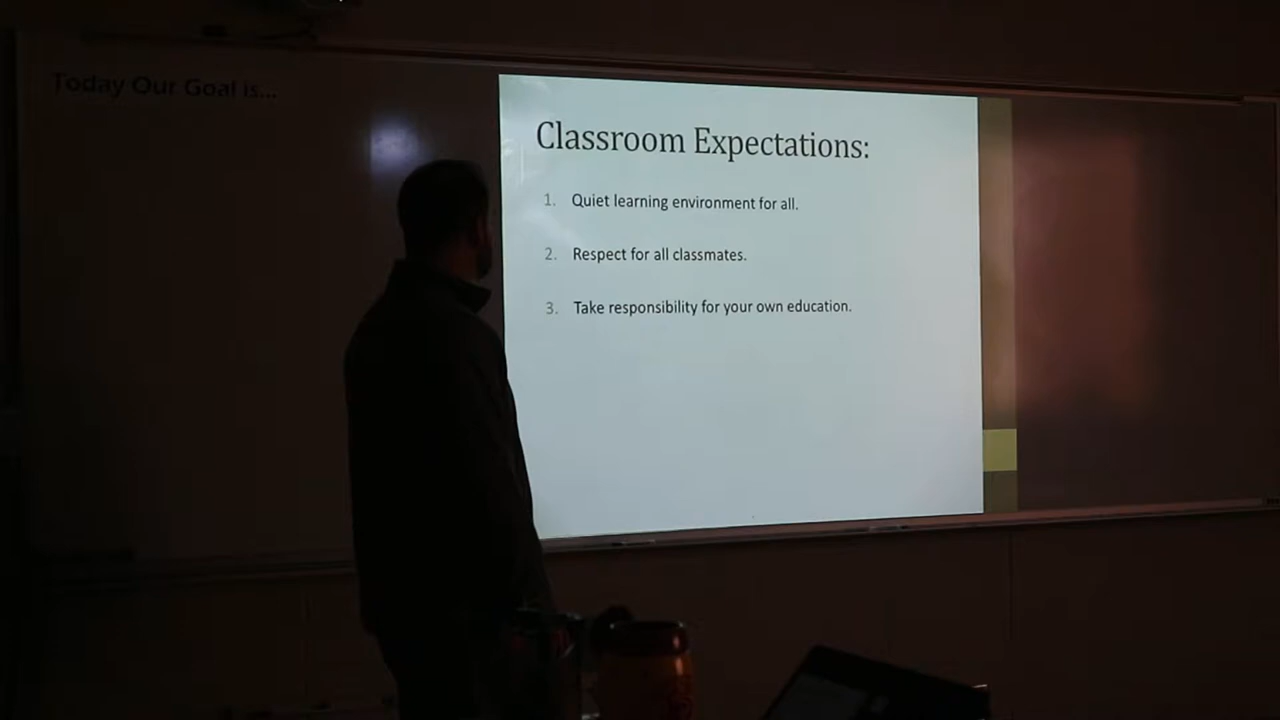 Today Our Goal is...
Classroom Expectations:
1. Quiet learning environment for all.
2. Respect for all classmates.
3. Take responsibility for your own education.